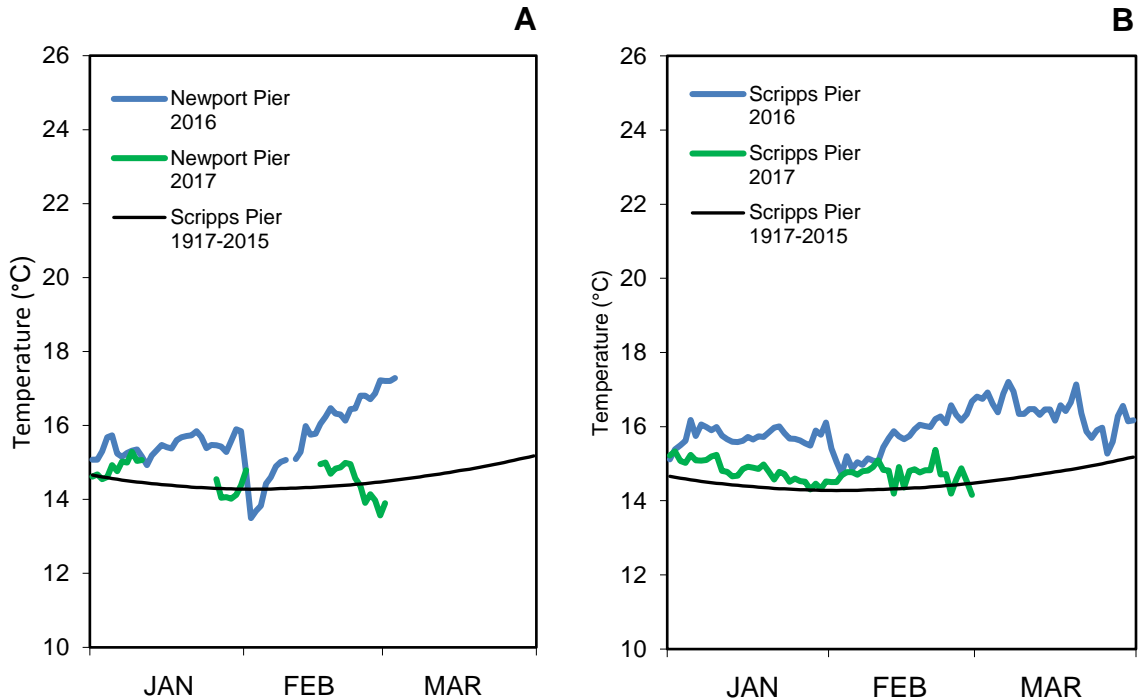 A
Temperature (°C)
26
24
22
20
18
16
14
12
10
Newport Pier
2016
Newport Pier
2017
Scripps Pier
1917-2015
JAN
FEB
MAR
B
Temperature (°C)
26
24
22
20
18
16
14
12
10
Scripps Pier
2016
Scripps Pier
2017
Scripps Pier
1917-2015
JAN
FEB
MAR